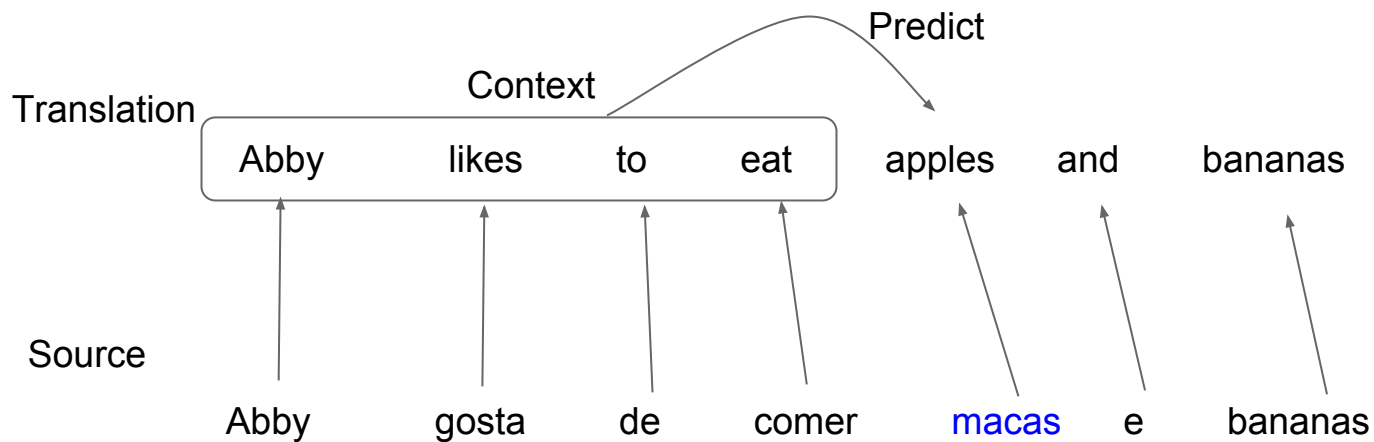 Predict
Context
Translation
Abby likes to eat apples and bananas
Source
Abby gosta de comer macas e bananas